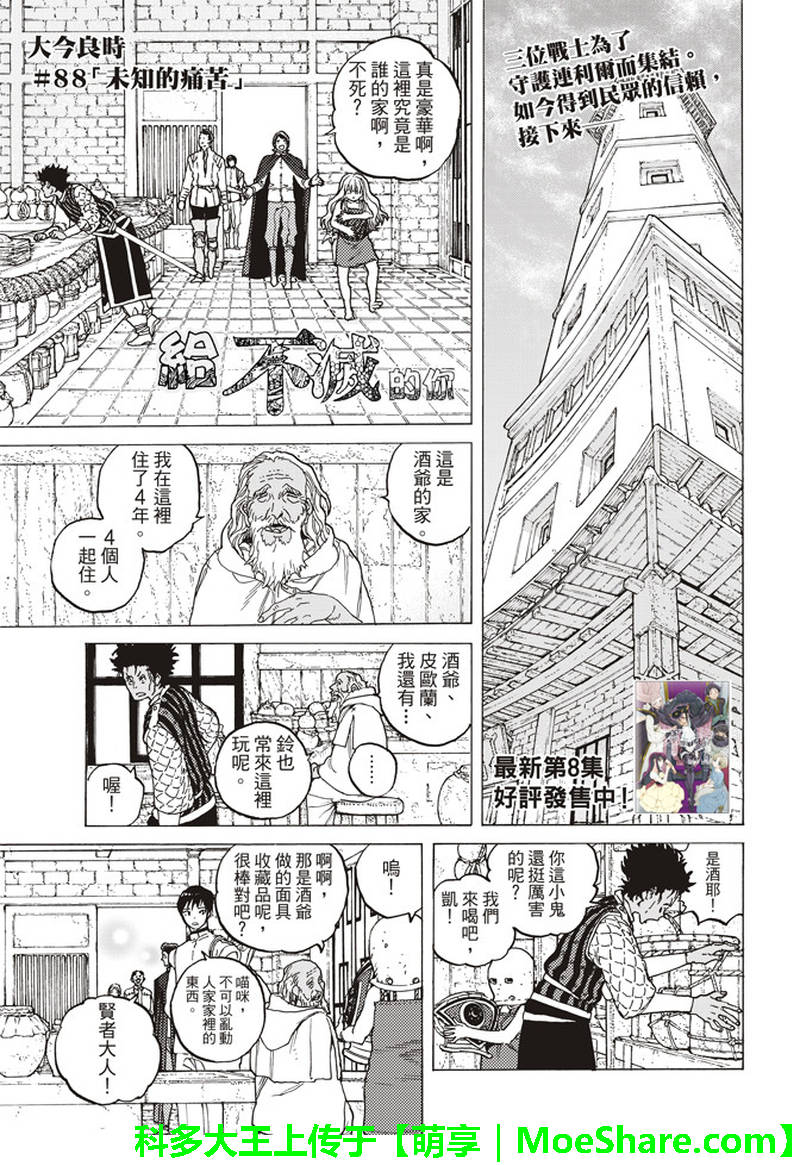 三位戰士為了
守護連利爾而集結。
如今得到民眾的信賴,
接下來—
大今良時
#88「未知的痛苦」
真是豪華啊,
這裡究竟是
誰的家啊,
不死?
給不滅的你
最新第8集,
好評發售中!
這是
酒爺的家。
我在這裡
住了4年。
4個人
一起住。
酒爺、
皮歐蘭、
我還有…
……
鈴也
常來這裡
玩呢。
喔!
是酒耶!
你這小鬼
還挺厲害
的呢?
我們
來喝吧,
凱!
嗚!
啊啊,
那是酒爺
做的面具
收藏品呢,
很棒對吧?
喵咪,
不可以亂動
人家家裡的
東西。
賢者大人!
科多大王上传于【萌享|MoeShare.com】